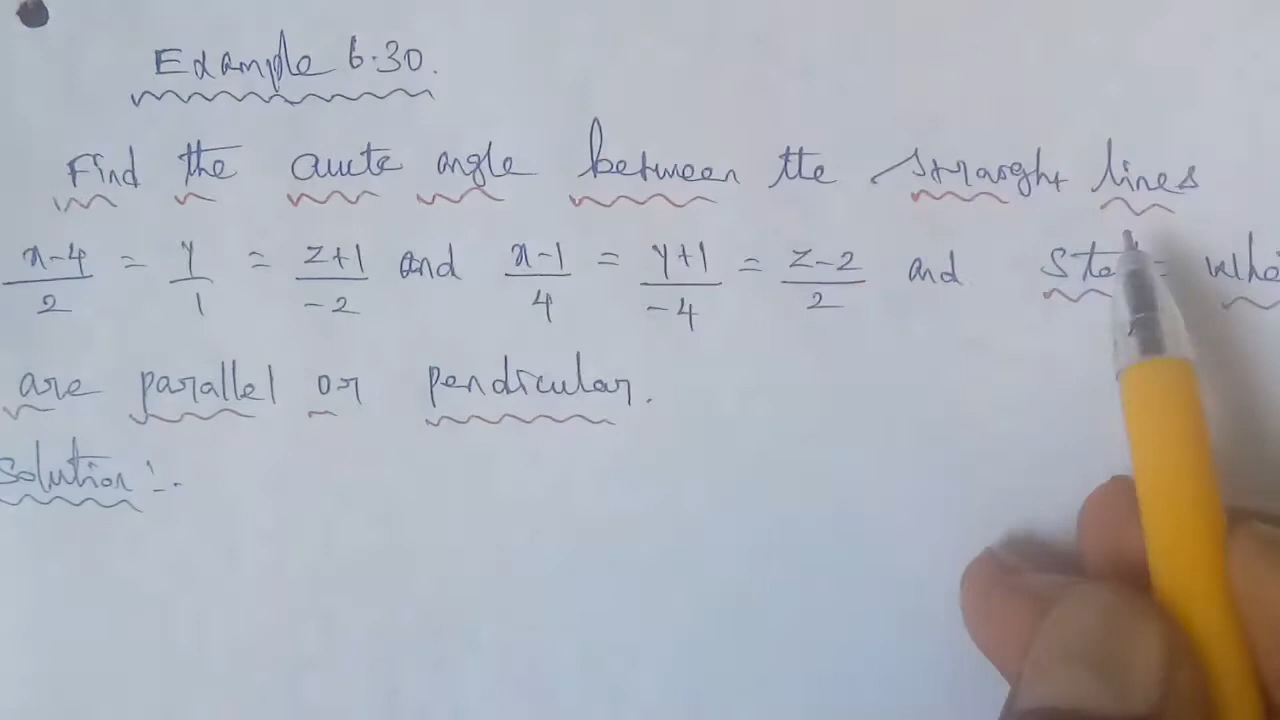 Example 6.30.
Find the acute angle between the straight lines
x-4/2 = y/1 = z+1/-2 and x-1/4 = y+1/-4 = z-2/2 and
are parallel or pendicular.
solution :-